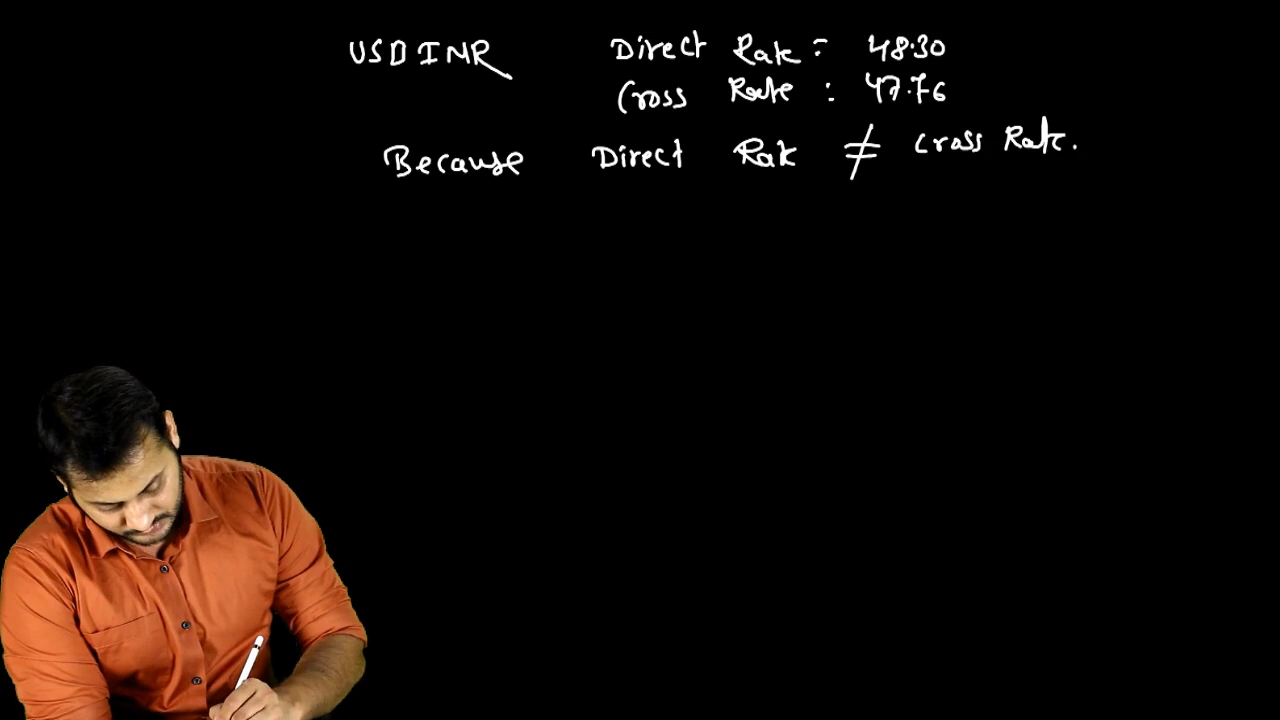 USDINR Direct Rate : 48.30
Cross Rate : 47.76
Because Direct Rate ≠ Cross Rate.